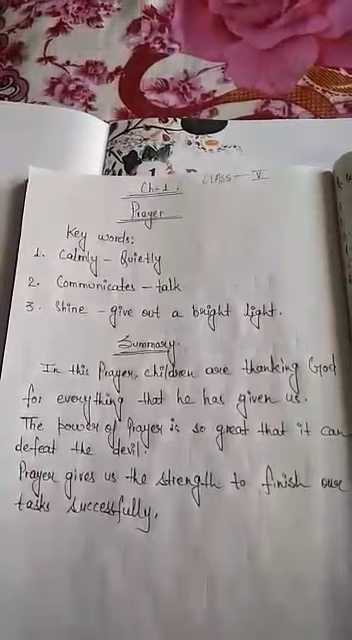 Ch-1.
CLASS - V
Prayer
Key words:
1. Calmly - Quietly
2. Communicates - talk
3. Shine - give out a bright light.
Summary.
In this Prayer, children are thanking God
for everything that he has given us.
The power of Prayer is so great that it can
defeat the devil.
Prayer gives us the strength to finish our
tasks successfully.